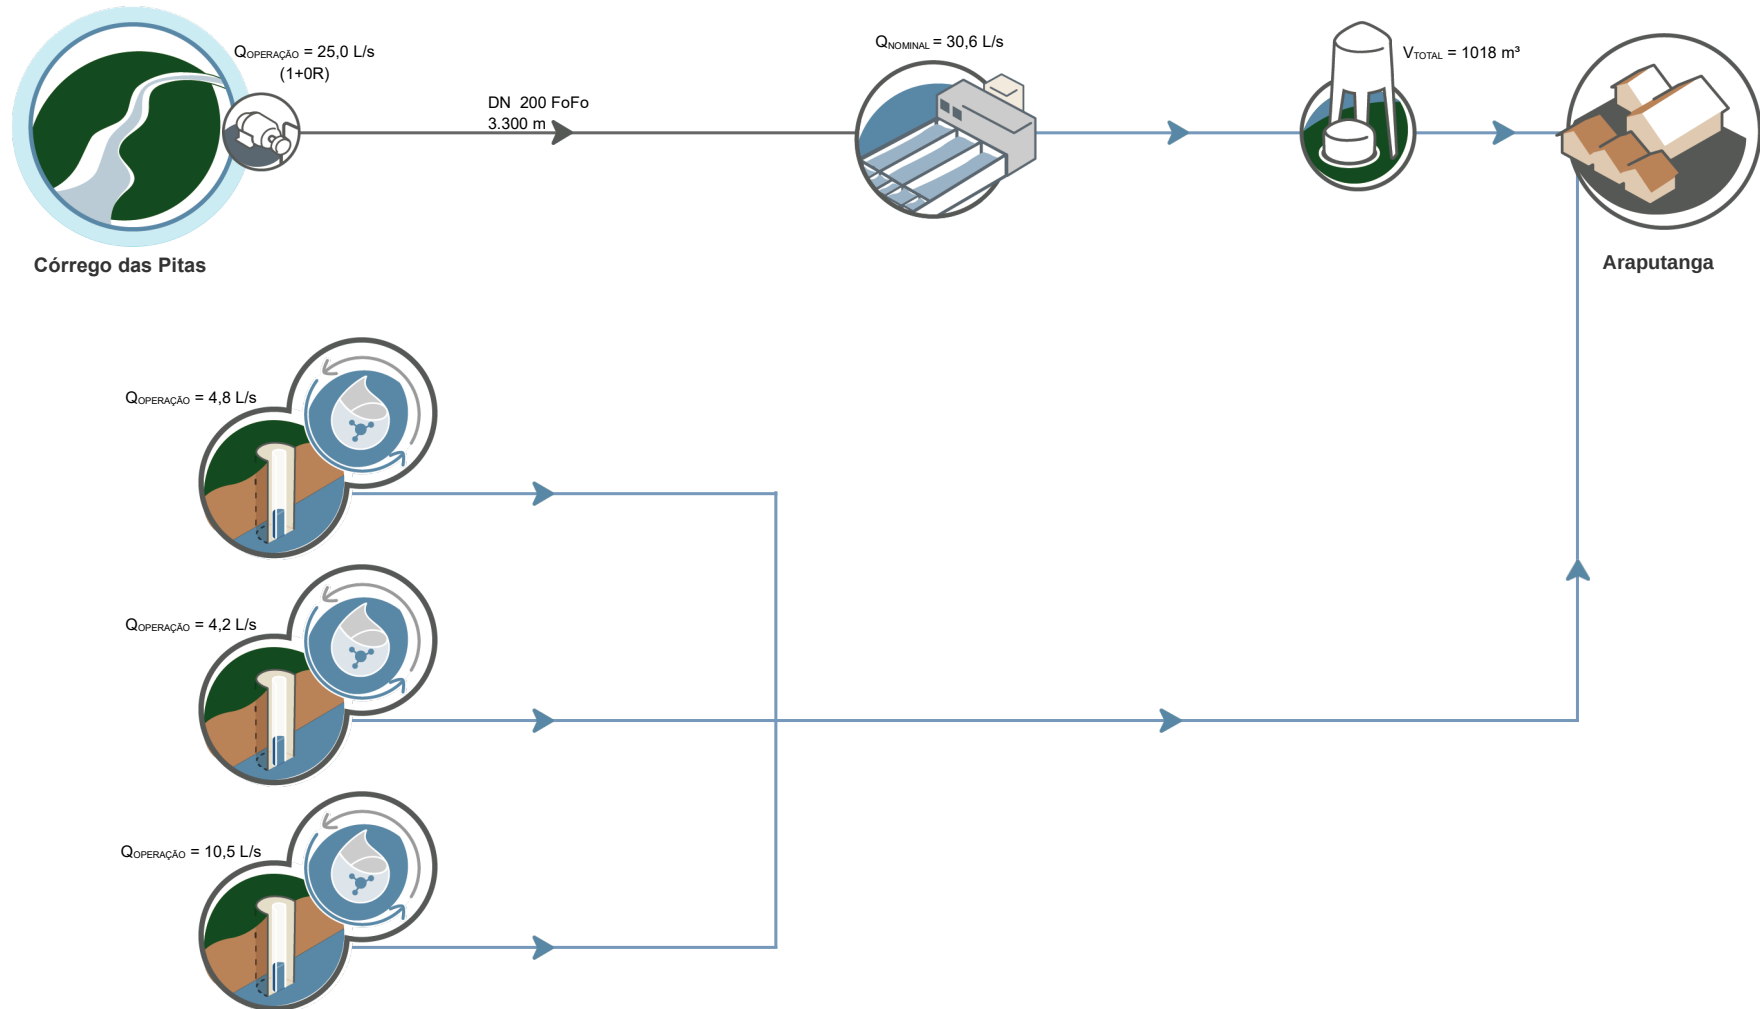 QOPERAÇÃO = 25,0 L/s
(1+0R)
DN 200 FoFo
3.300 m
QNOMINAL = 30,6 L/s
VTOTAL = 1018 m³
Córrego das Pitas
Araputanga
QOPERAÇÃO = 4,8 L/s
QOPERAÇÃO = 4,2 L/s
QOPERAÇÃO = 10,5 L/s